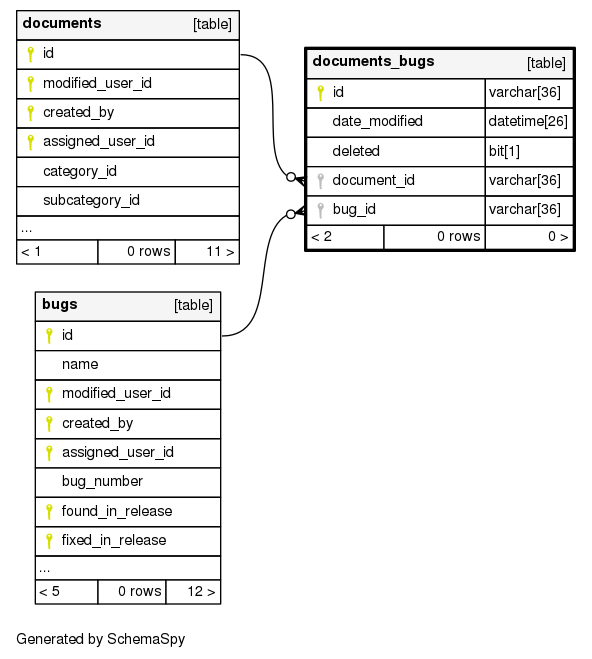 documents [table]
id
modified_user_id
created_by
assigned_user_id
category_id
subcategory_id
...
< 1 0 rows 11 >
documents_bugs [table]
id varchar[36]
date_modified datetime[26]
deleted bit[1]
document_id varchar[36]
bug_id varchar[36]
< 2 0 rows 0 >
bugs [table]
id
name
modified_user_id
created_by
assigned_user_id
bug_number
found_in_release
fixed_in_release
...
< 5 0 rows 12 >
Generated by SchemaSpy